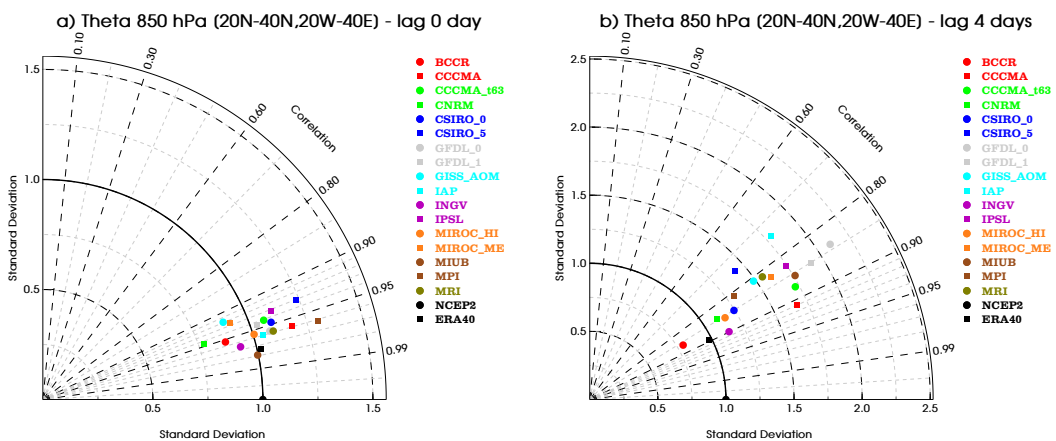 a) Theta 850 hPa [20N-40N,20W-40E] - lag 0 day
0.10
0.30
0.60
Correlation
0.80
0.90
0.95
0.99
1.5
1.0
0.5
Standard Deviation
0.5
1.0
1.5
Standard Deviation
BCCR
CCCMA
CCCMA_t63
CNRM
CSIRO_0
CSIRO_5
GFDL_0
GFDL_1
GISS_AOM
IAP
INGV
IPSL
MIROC_HI
MIROC_ME
MIUB
MPI
MRI
NCEP2
ERA40
b) Theta 850 hPa [20N-40N,20W-40E] - lag 4 days
0.10
0.30
0.60
Correlation
0.80
0.90
0.95
0.99
2.5
2.0
1.5
1.0
0.5
Standard Deviation
0.5
1.0
1.5
2.0
2.5
Standard Deviation
BCCR
CCCMA
CCCMA_t63
CNRM
CSIRO_0
CSIRO_5
GFDL_0
GFDL_1
GISS_AOM
IAP
INGV
IPSL
MIROC_HI
MIROC_ME
MIUB
MPI
MRI
NCEP2
ERA40